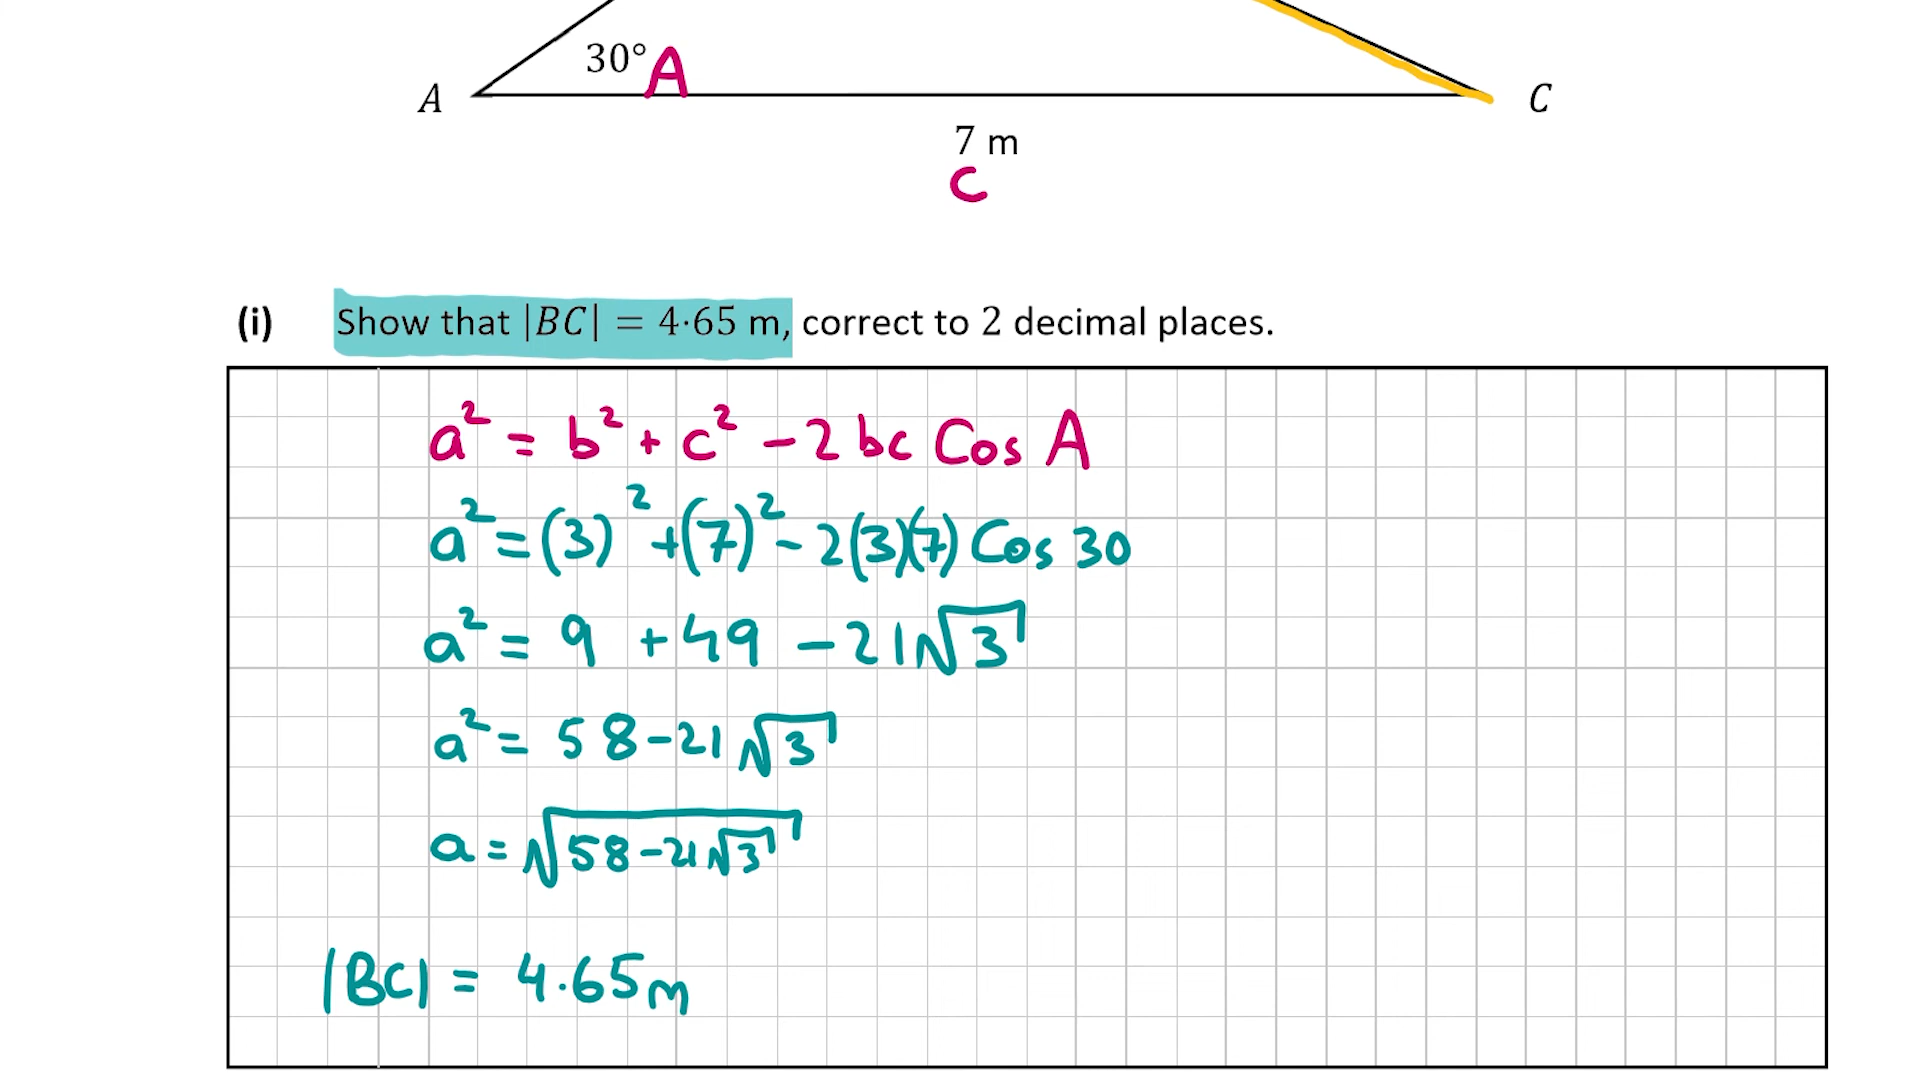 30° A
A C
7 m
c
(i) Show that |BC| = 4·65 m, correct to 2 decimal places.
a² = b² + c² - 2bc Cos A
a² = (3)² + (7)² - 2(3)(7) Cos 30
a² = 9 + 49 - 21√3
a² = 58 - 21√3
a = √(58 - 21√3)
|BC| = 4.65m